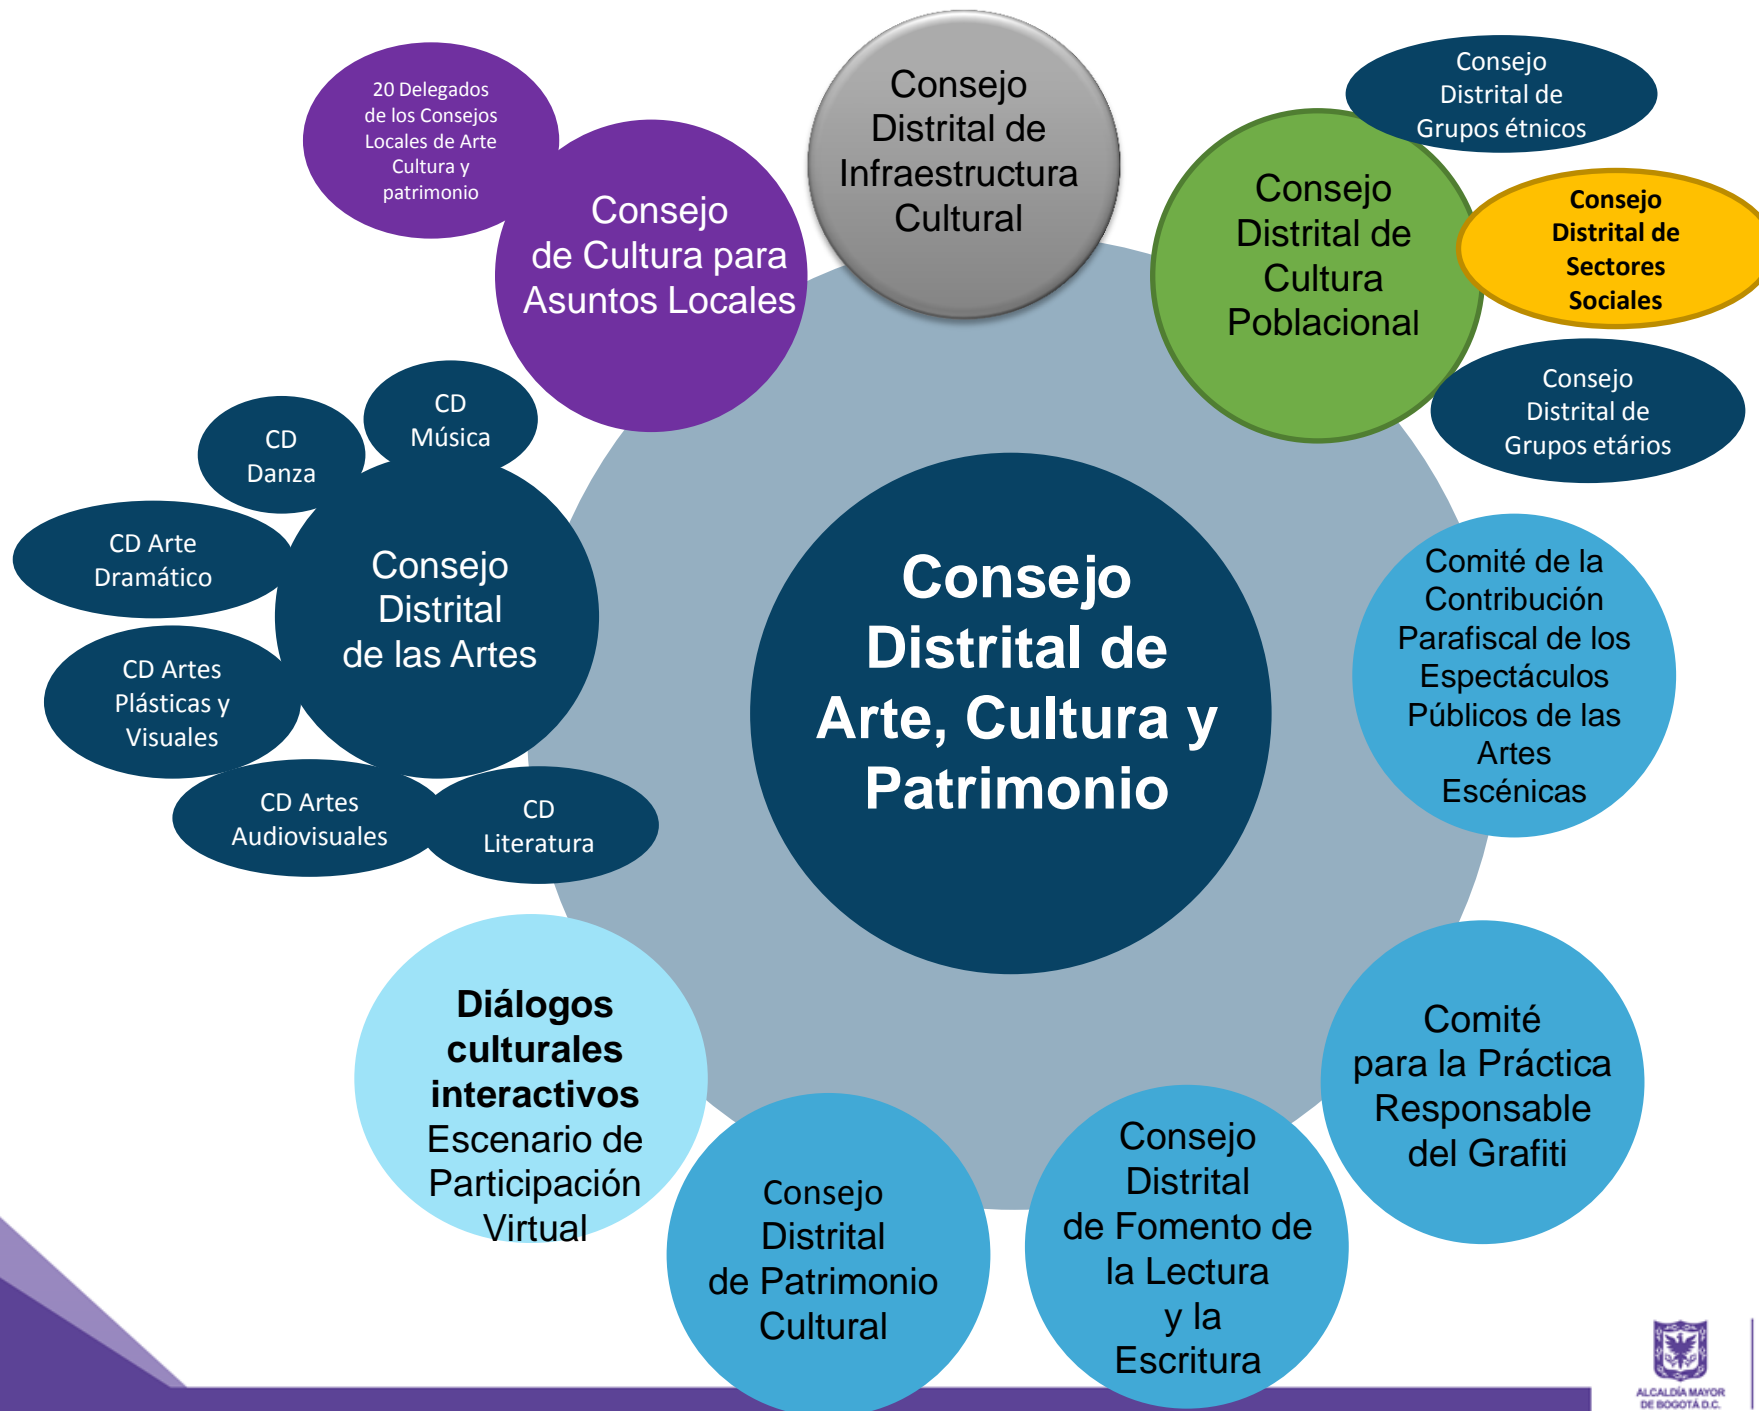 20 Delegados
de los Consejos
Locales de Arte
Cultura y
patrimonio
Consejo
de Cultura para
Asuntos Locales
Consejo
Distrital de
Infraestructura
Cultural
Consejo
Distrital de
Cultura
Poblacional
Consejo
Distrital de
Grupos étnicos
Consejo
Distrital de
Sectores
Sociales
Consejo
Distrital de
Grupos etários
CD
Música
CD
Danza
CD Arte
Dramático
CD Artes
Plásticas y
Visuales
CD Artes
Audiovisuales
CD
Literatura
Consejo
Distrital
de las Artes
Consejo
Distrital de
Arte, Cultura y
Patrimonio
Comité de la
Contribución
Parafiscal de los
Espectáculos
Públicos de las
Artes
Escénicas
Diálogos
culturales
interactivos
Escenario de
Participación
Virtual
Consejo
Distrital
de Patrimonio
Cultural
Consejo
Distrital
de Fomento de
la Lectura
y la
Escritura
Comité
para la Práctica
Responsable
del Grafiti
ALCALDÍA MAYOR
DE BOGOTÁ D.C.